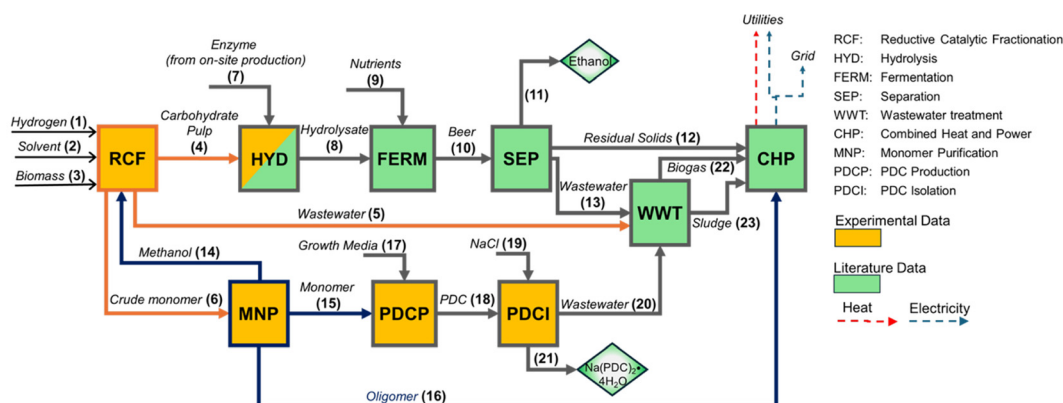 Utilities
Grid
Enzyme
(from on-site production)
(7)
Nutrients
(9)
Ethano
(11)
Hydrogen (1)
Solvent (2)
Biomass (3)
RCF
Carbohydrate
Pulp
(4)
HYD
Hydrolysate
(8)
FERM
Beer
(10)
SEP
Residual Solids (12)
Biogas (22)
CHP
Wastewater
(13)
WWT
Sludge (23)
Wastewater (5)
Methanol (14)
Growth Media (17)
NaCl (19)
Crude monomer (6)
MNP
Monomer
(15)
PDCP
PDC (18)
PDCI
Wastewater (20)
(21)
Na(PDC)2•
4H2O
Oligomer (16)
RCF: Reductive Catalytic Fractionation
HYD: Hydrolysis
FERM: Fermentation
SEP: Separation
WWT: Wastewater treatment
CHP: Combined Heat and Power
MNP: Monomer Purification
PDCP: PDC Production
PDCI: PDC Isolation
Experimental Data
Literature Data
Heat Electricity